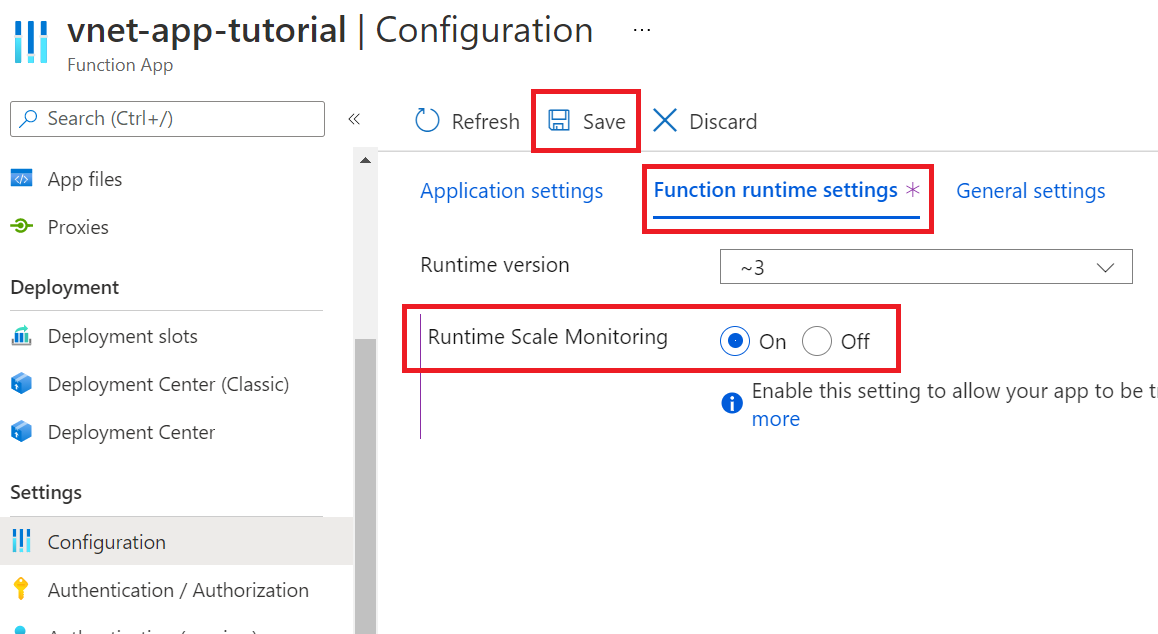 vnet-app-tutorial | Configuration ...
Function App
Search (Ctrl+/)
«
App files
Proxies
Deployment
Deployment slots
Deployment Center (Classic)
Deployment Center
Settings
Configuration
Authentication / Authorization
Refresh Save Discard
Application settings Function runtime settings * General settings
Runtime version ~3
Runtime Scale Monitoring On Off
Enable this setting to allow your app to be
more